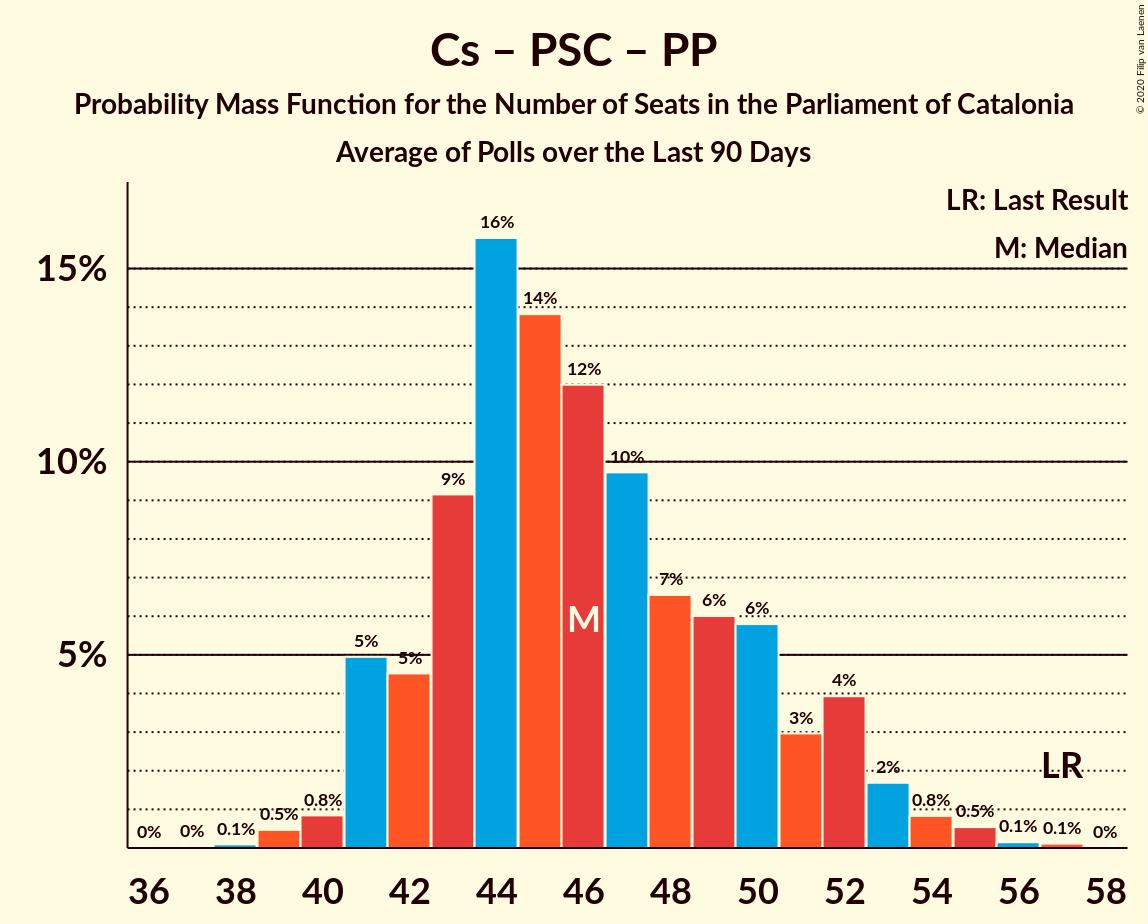 © 2020 Filip van Laenen
Cs – PSC – PP
Probability Mass Function for the Number of Seats in the Parliament of Catalonia
Average of Polls over the Last 90 Days
LR: Last Result
M: Median
16%
15%
14%
12%
10%
10%
9%
7%
6%
6%
M
5%
5%
5%
4%
3%
2%
LR
0%
0%
0.1%
0.5%
0.8%
0.8%
0.5%
0.1%
0.1%
0%
36 38 40 42 44 46 48 50 52 54 56 58